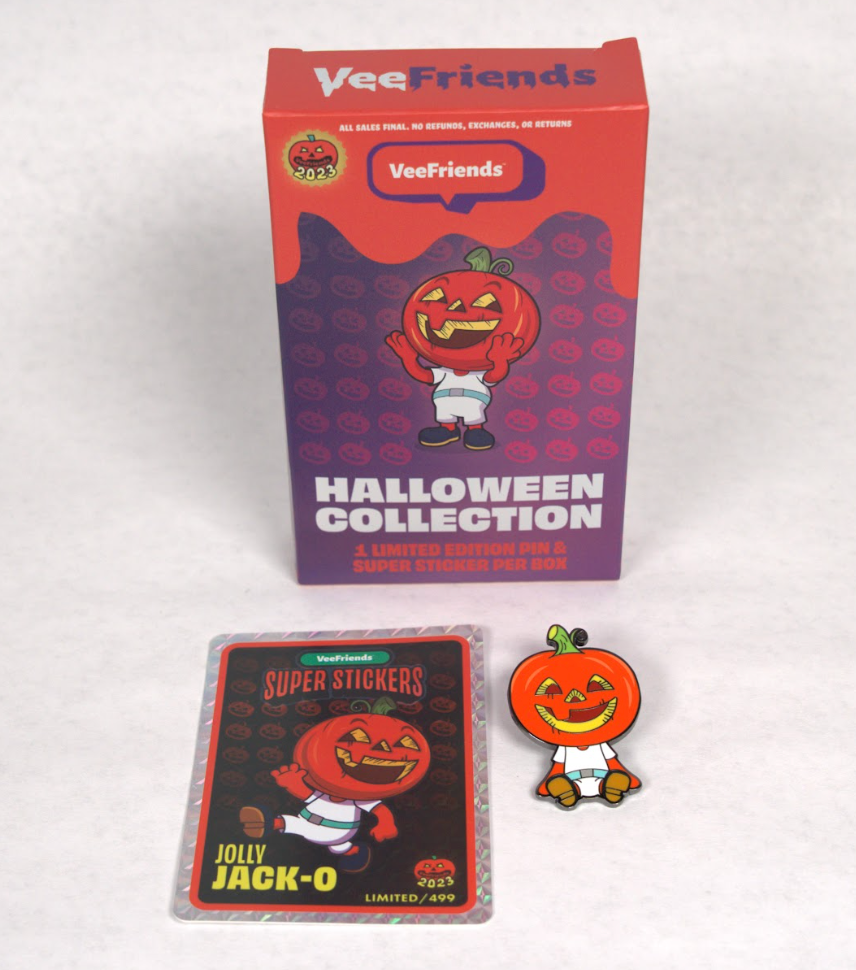 VeeFriends
ALL SALES FINAL. NO REFUNDS, EXCHANGES, OR RETURNS
2023
VeeFriends™
HALLOWEEN
COLLECTION
1 LIMITED EDITION PIN &
SUPER STICKER PER BOX
VeeFriends
SUPER STICKERS
JOLLY
JACK-O
2023
LIMITED/499